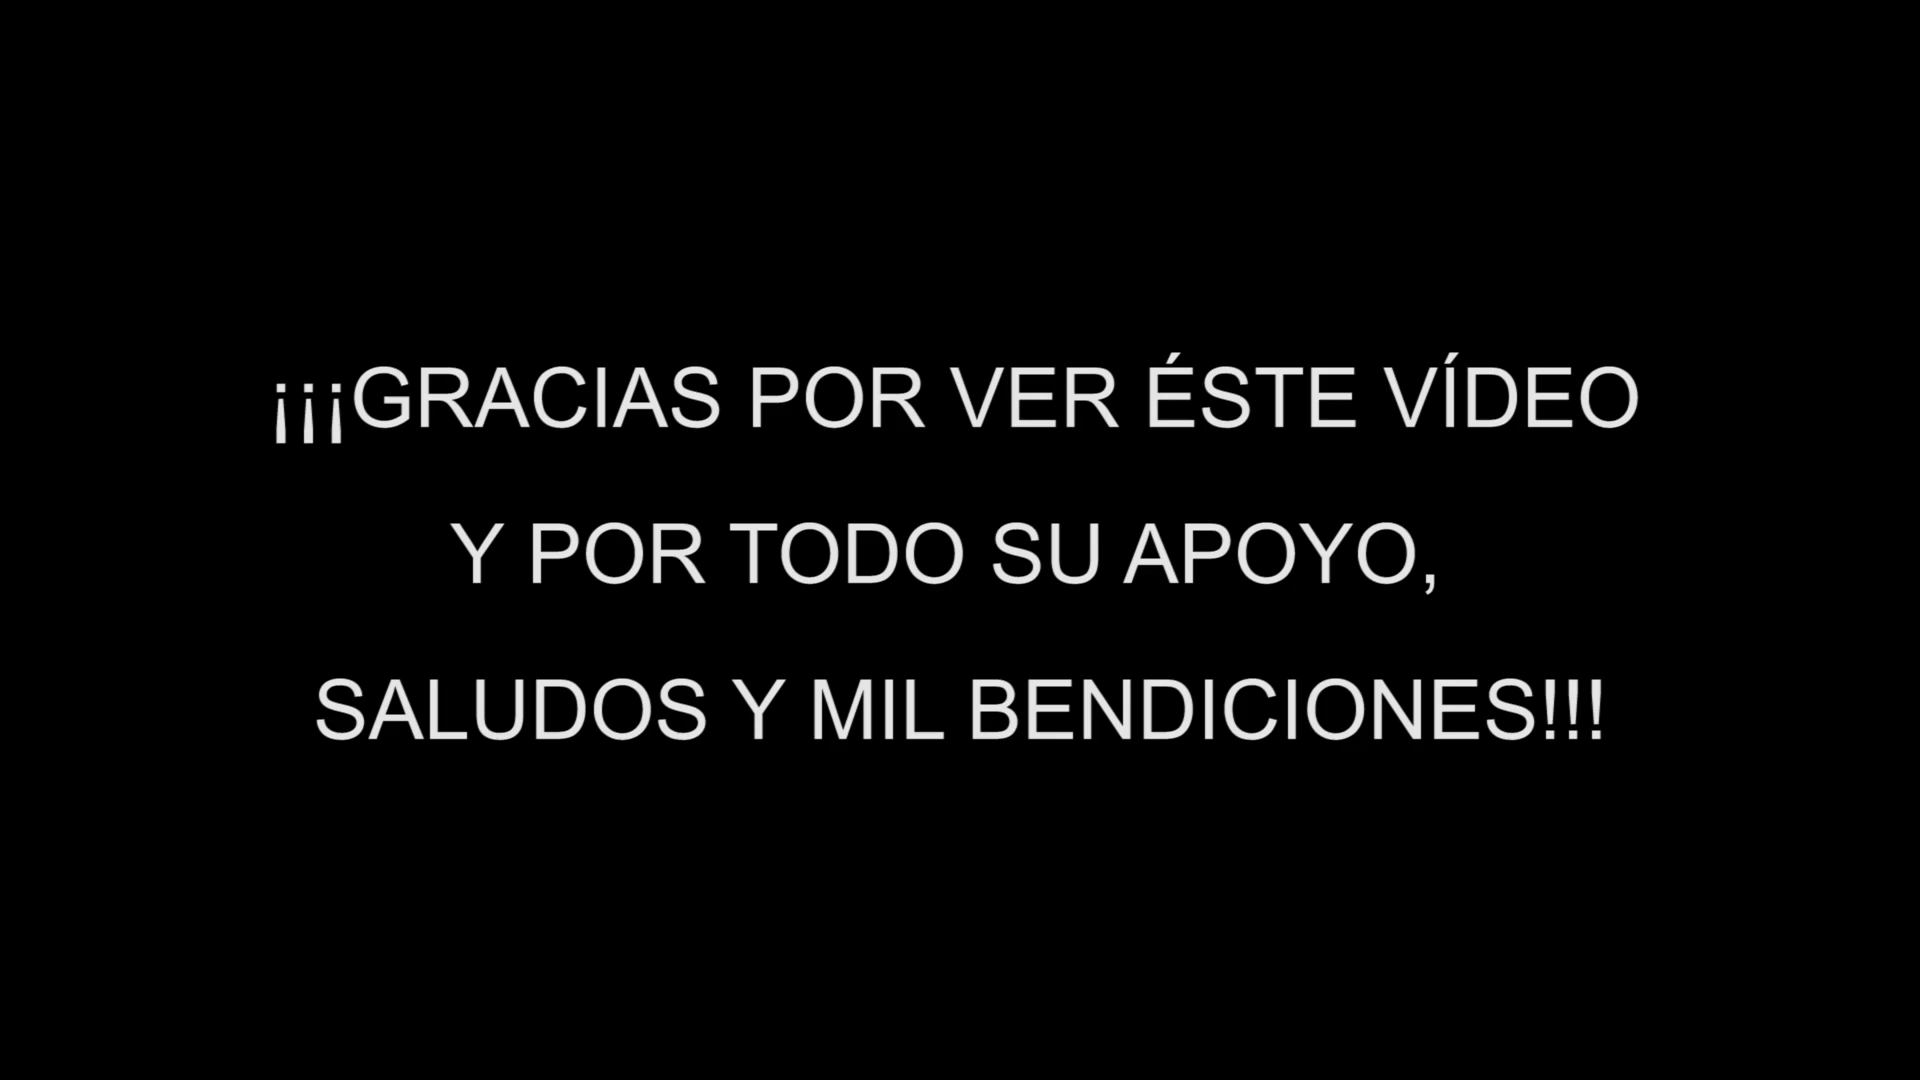 ¡¡¡GRACIAS POR VER ÉSTE VÍDEO
Y POR TODO SU APOYO,
SALUDOS Y MIL BENDICIONES!!!